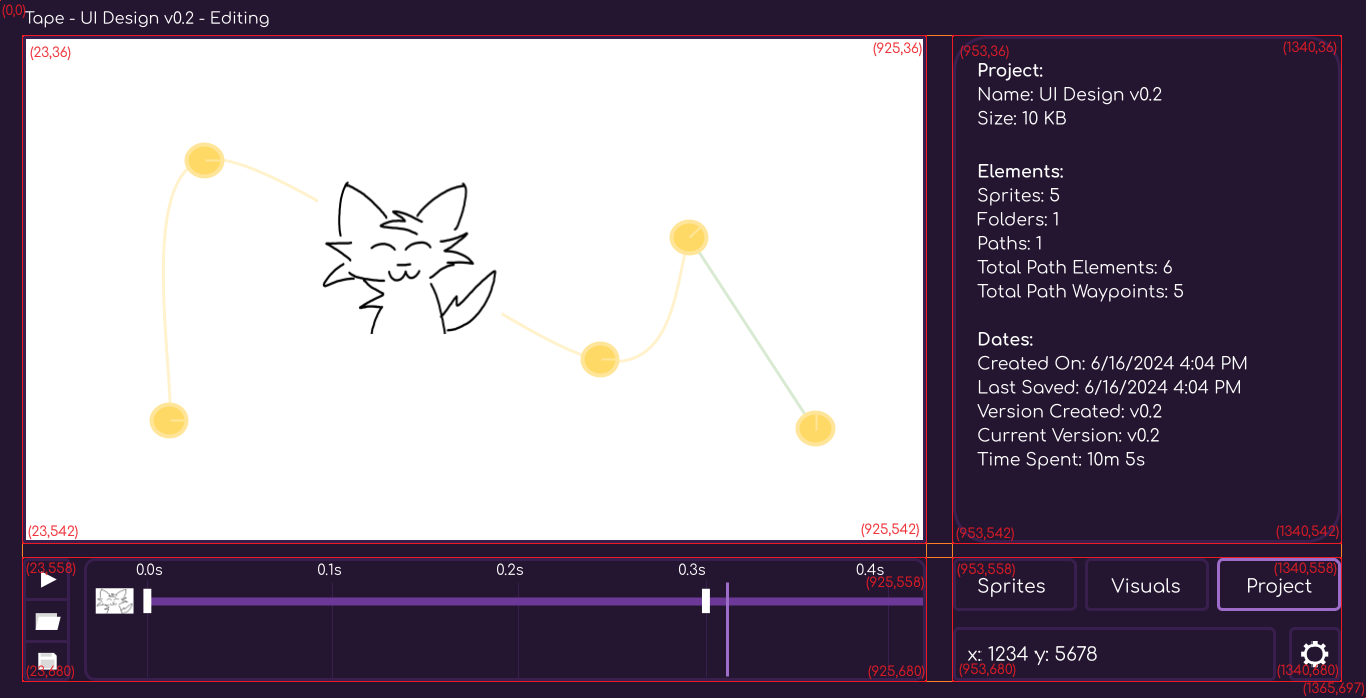 (0,0)
Tape - UI Design v0.2 - Editing
(23,36)
(925,36)
(953,36)
(1340,36)
Project:
Name: UI Design v0.2
Size: 10 KB
Elements:
Sprites: 5
Folders: 1
Paths: 1
Total Path Elements: 6
Total Path Waypoints: 5
Dates:
Created On: 6/16/2024 4:04 PM
Last Saved: 6/16/2024 4:04 PM
Version Created: v0.2
Current Version: v0.2
Time Spent: 10m 5s
(23,542)
(925,542)
(953,542)
(1340,542)
(23,558)
0.0s
0.1s
0.2s
0.3s
0.4s
(925,558)
(953,558)
(1340,558)
Sprites
Visuals
Project
x: 1234 y: 5678
(23,680)
(925,680)
(953,680)
(1340,680)
(1365,697)